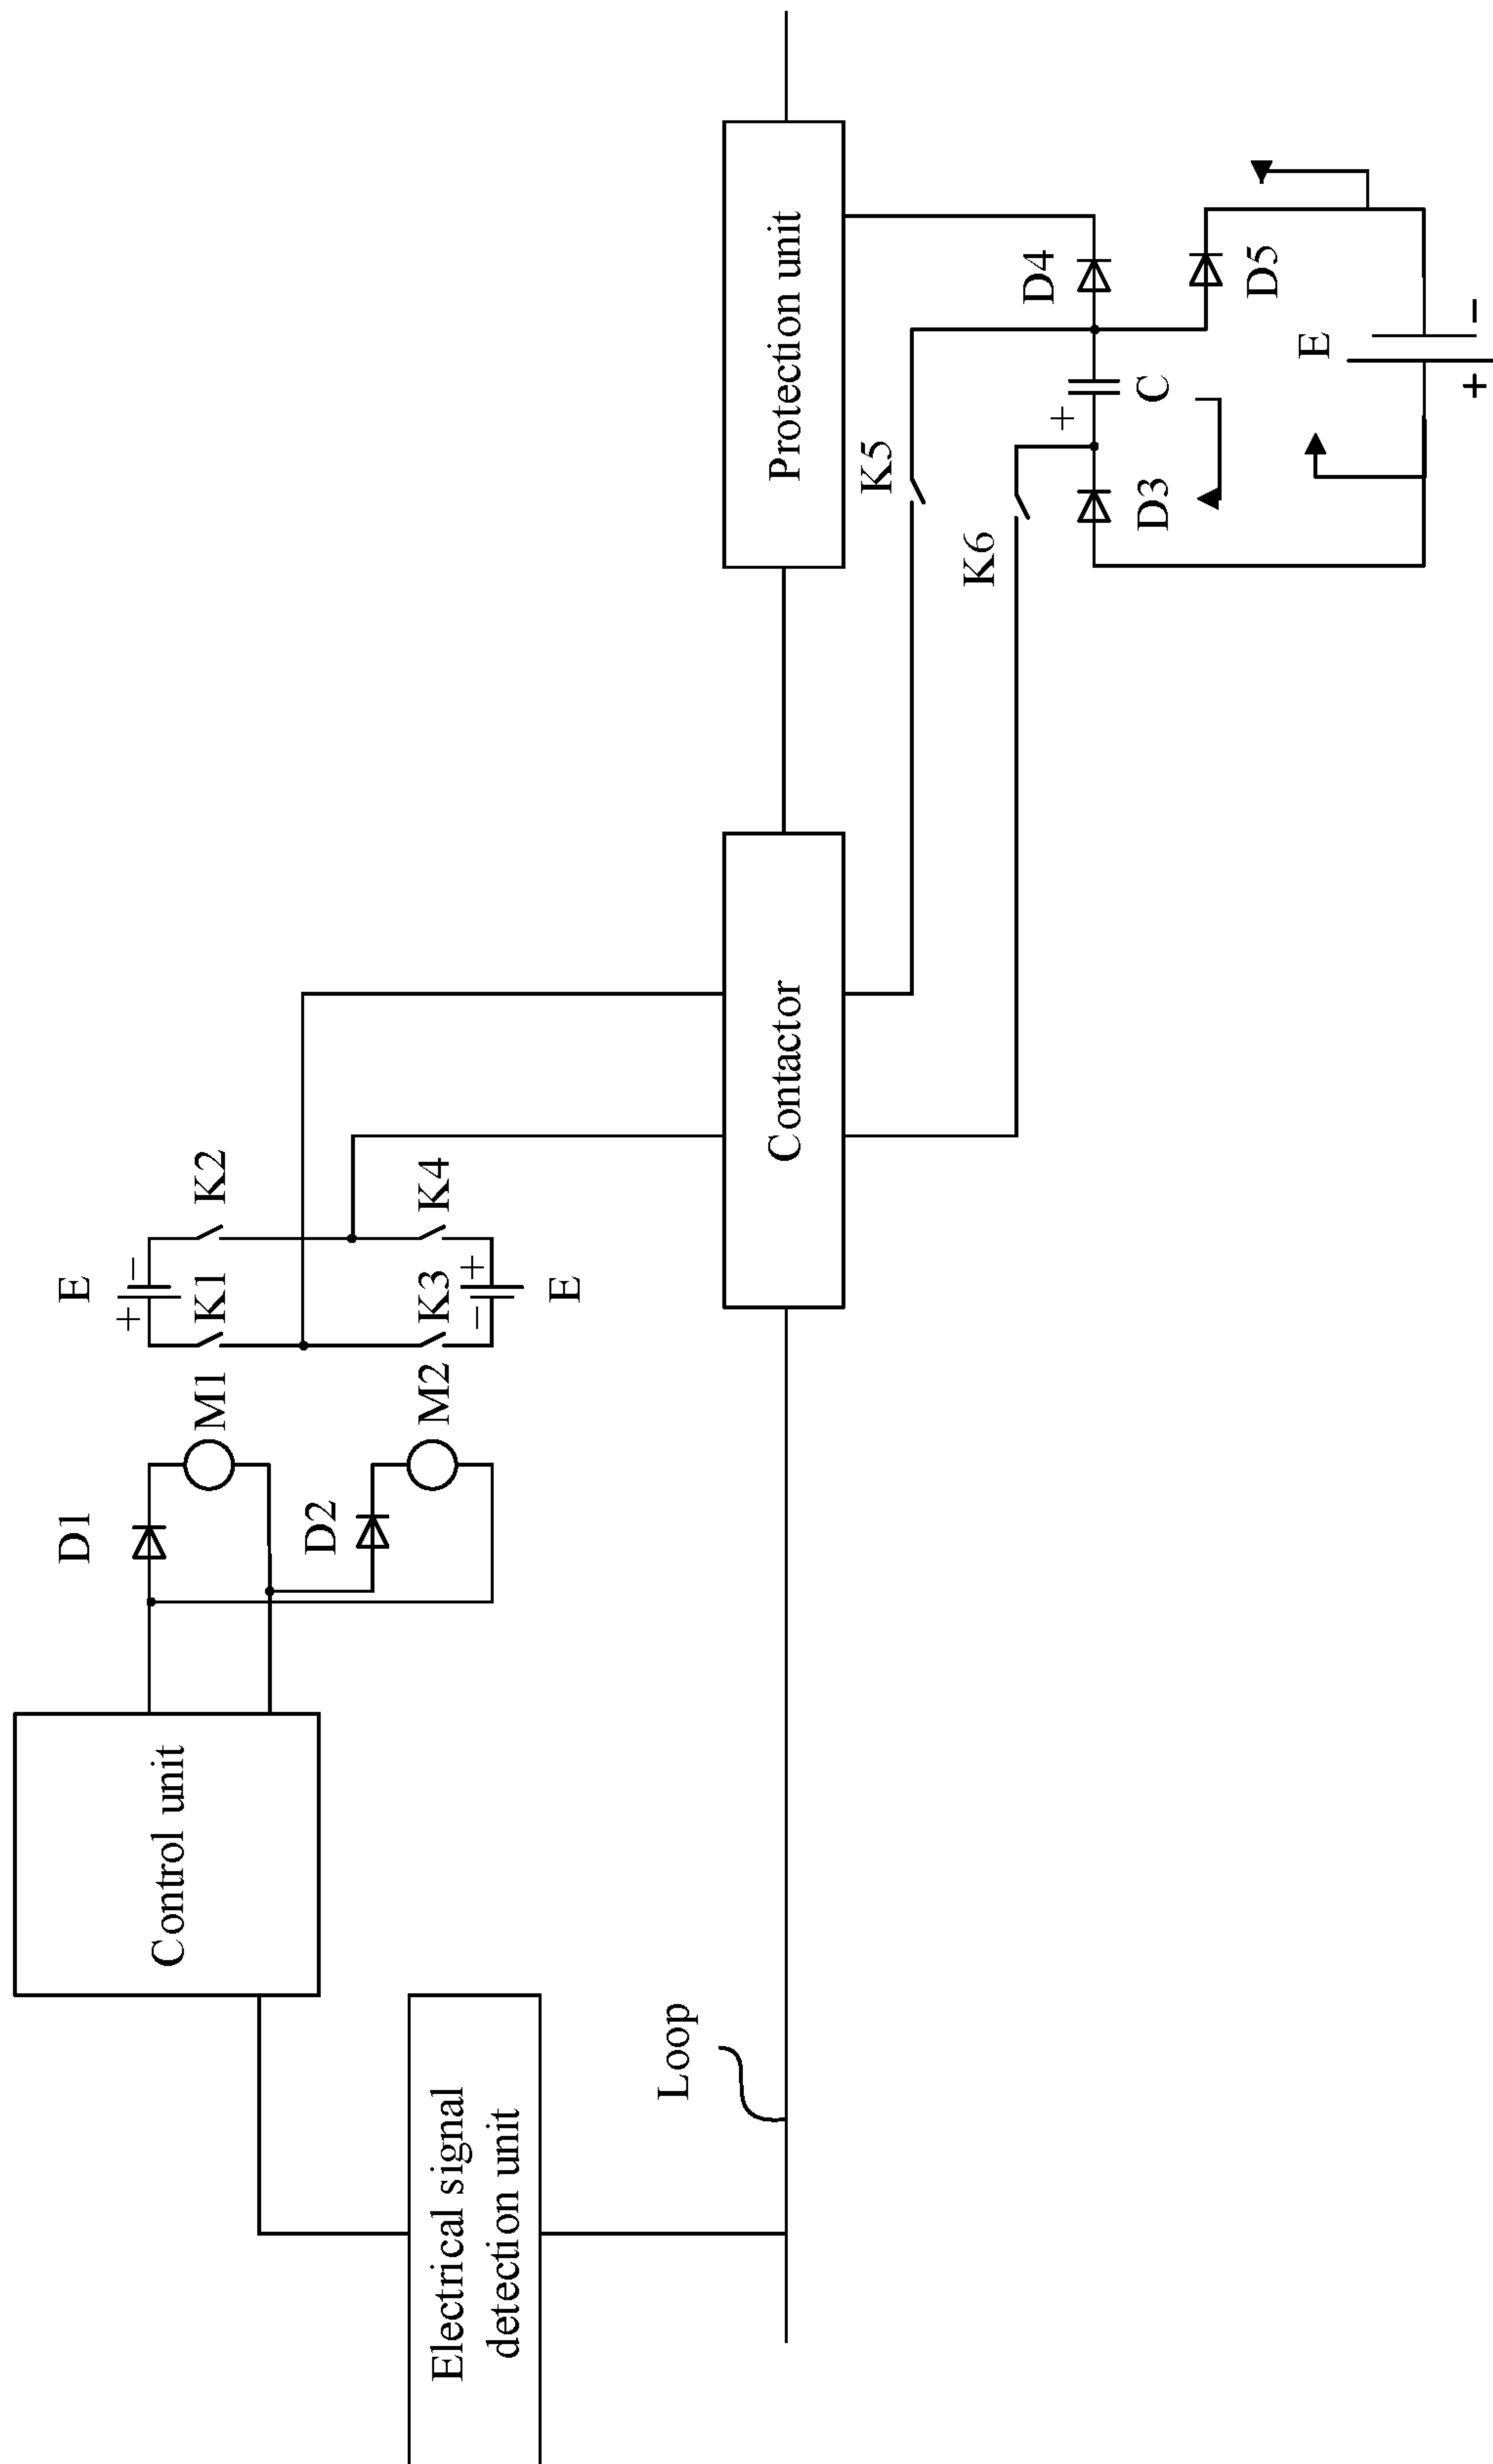 Control unit
Electrical signal
detection unit
D1
M1
D2
M2
E
+
−
K1
K2
K3
K4
−
+
E
Loop
Contactor
Protection unit
K5
K6
D4
+
C
D3
D5
E
+
−